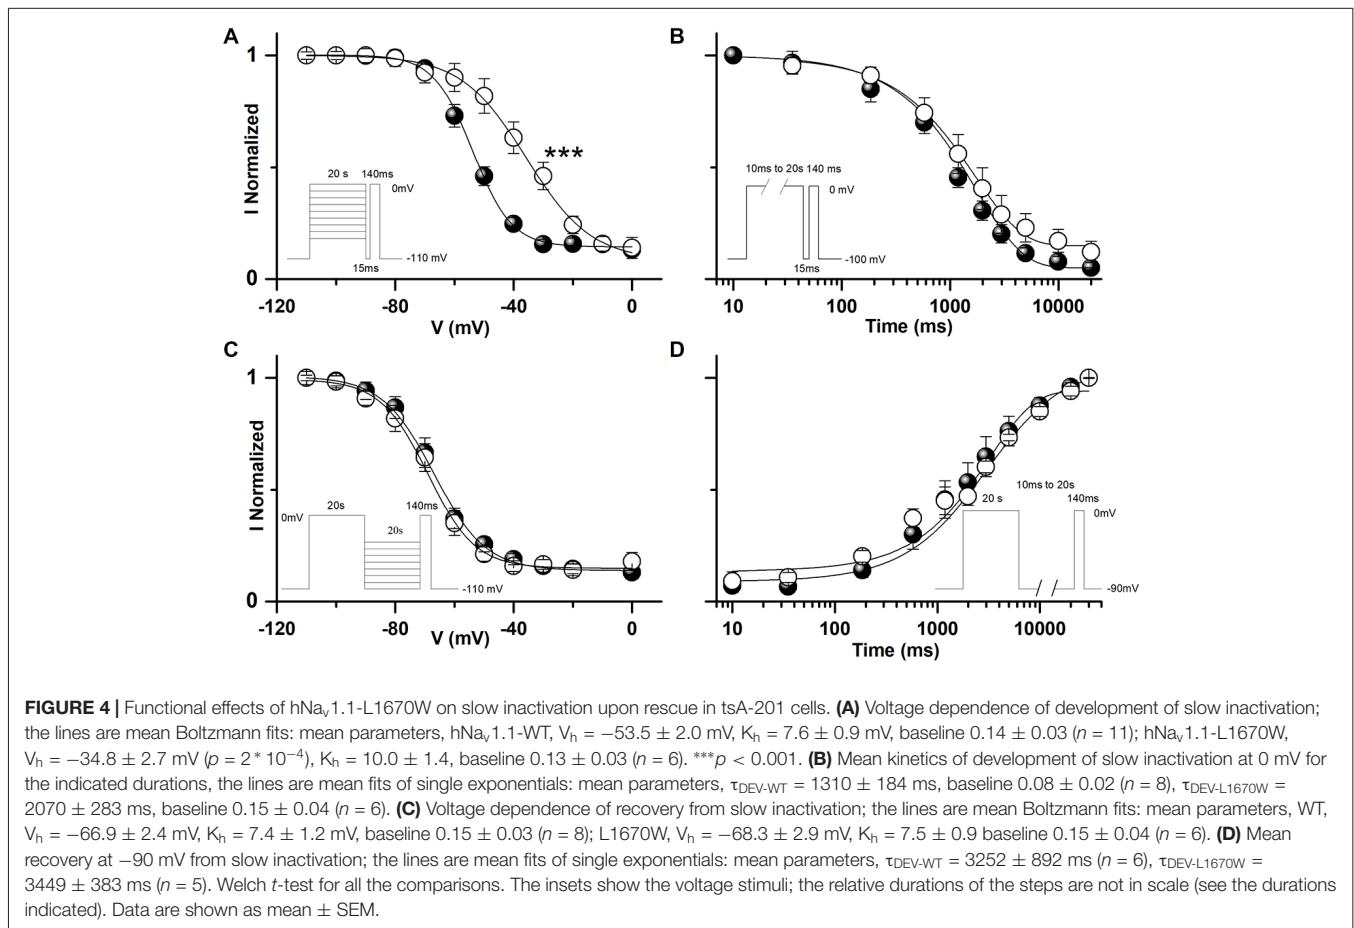 A
B
1
0
I Normalized
***
20 s
140ms
0mV
-110 mV
15ms
-120
-80
-40
0
V (mV)
1
0
I Normalized
10ms to 20s
140 ms
0 mV
-100 mV
15ms
10
100
1000
10000
Time (ms)
C
D
1
0
I Normalized
0mV
20s
140ms
20s
-110 mV
-120
-80
-40
0
V (mV)
10ms to 20s
20 s
140ms
0mV
-90mV
10
100
1000
10000
Time (ms)
FIGURE 4 | Functional effects of hNaᵥ1.1-L1670W on slow inactivation upon rescue in tsA-201 cells. (A) Voltage dependence of development of slow inactivation;
the lines are mean Boltzmann fits: mean parameters, hNaᵥ1.1-WT, Vₕ = −53.5 ± 2.0 mV, Kₕ = 7.6 ± 0.9 mV, baseline 0.14 ± 0.03 (n = 11); hNaᵥ1.1-L1670W,
Vₕ = −34.8 ± 2.7 mV (p = 2 * 10⁻⁴), Kₕ = 10.0 ± 1.4, baseline 0.13 ± 0.03 (n = 6). ***p < 0.001. (B) Mean kinetics of development of slow inactivation at 0 mV for
the indicated durations, the lines are mean fits of single exponentials: mean parameters, τDEV-WT = 1310 ± 184 ms, baseline 0.08 ± 0.02 (n = 8), τDEV-L1670W =
2070 ± 283 ms, baseline 0.15 ± 0.04 (n = 6). (C) Voltage dependence of recovery from slow inactivation; the lines are mean Boltzmann fits: mean parameters, WT,
Vₕ = −66.9 ± 2.4 mV, Kₕ = 7.4 ± 1.2 mV, baseline 0.15 ± 0.03 (n = 8); L1670W, Vₕ = −68.3 ± 2.9 mV, Kₕ = 7.5 ± 0.9 baseline 0.15 ± 0.04 (n = 6). (D) Mean
recovery at −90 mV from slow inactivation; the lines are mean fits of single exponentials: mean parameters, τDEV-WT = 3252 ± 892 ms (n = 6), τDEV-L1670W =
3449 ± 383 ms (n = 5). Welch t-test for all the comparisons. The insets show the voltage stimuli; the relative durations of the steps are not in scale (see the durations
indicated). Data are shown as mean ± SEM.